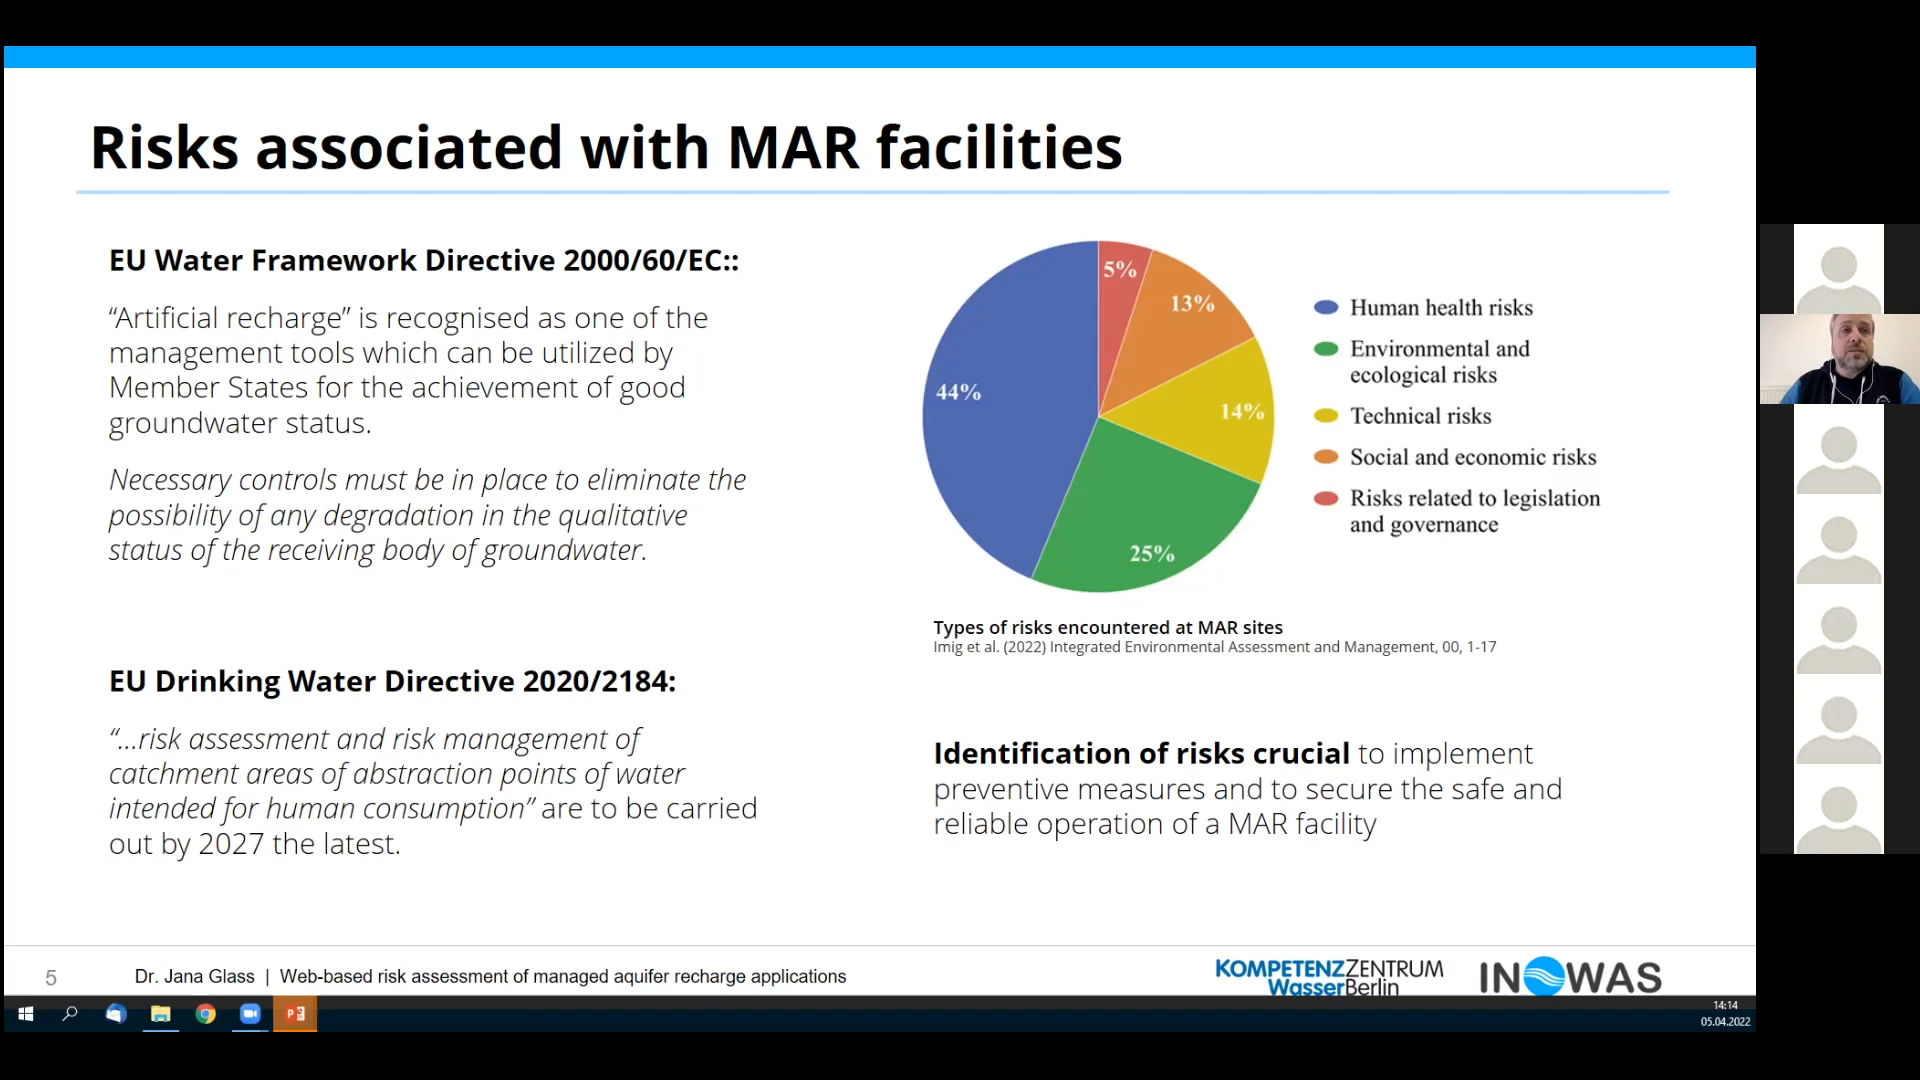 Risks associated with MAR facilities
EU Water Framework Directive 2000/60/EC::
“Artificial recharge” is recognised as one of the
management tools which can be utilized by
Member States for the achievement of good
groundwater status.
Necessary controls must be in place to eliminate the
possibility of any degradation in the qualitative
status of the receiving body of groundwater.
EU Drinking Water Directive 2020/2184:
“...risk assessment and risk management of
catchment areas of abstraction points of water
intended for human consumption” are to be carried
out by 2027 the latest.
5%
13%
14%
25%
44%
Human health risks
Environmental and
ecological risks
Technical risks
Social and economic risks
Risks related to legislation
and governance
Types of risks encountered at MAR sites
Imig et al. (2022) Integrated Environmental Assessment and Management, 00, 1-17
Identification of risks crucial to implement
preventive measures and to secure the safe and
reliable operation of a MAR facility
5
Dr. Jana Glass | Web-based risk assessment of managed aquifer recharge applications
KOMPETENZZENTRUM
WasserBerlin
INOWAS
14:14
05.04.2022